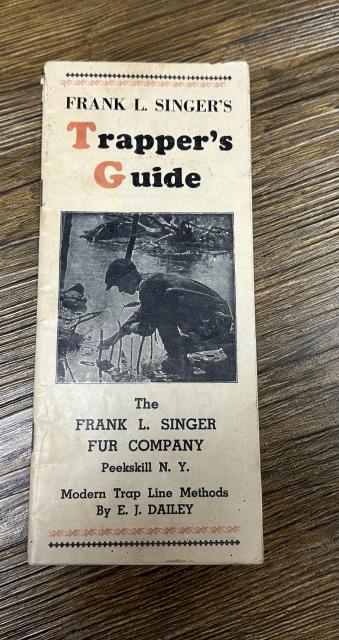 FRANK L. SINGER'S
Trapper's
Guide
The
FRANK L. SINGER
FUR COMPANY
Peekskill N. Y.
Modern Trap Line Methods
By E. J. DAILEY